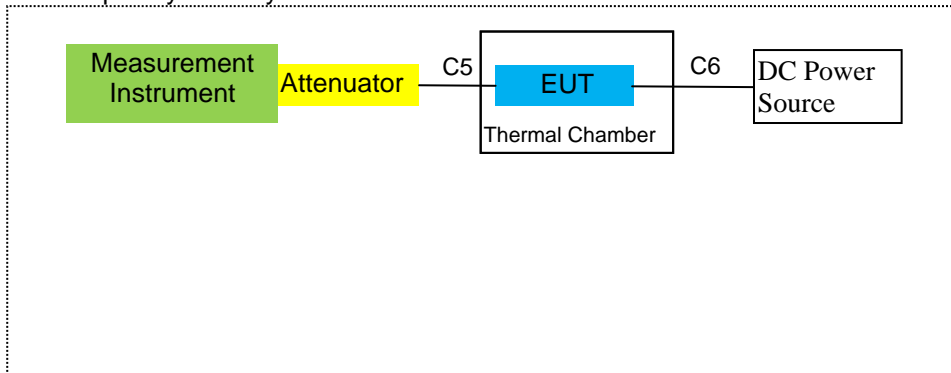 Measurement
Instrument
Attenuator
C5
EUT
Thermal Chamber
C6
DC Power
Source